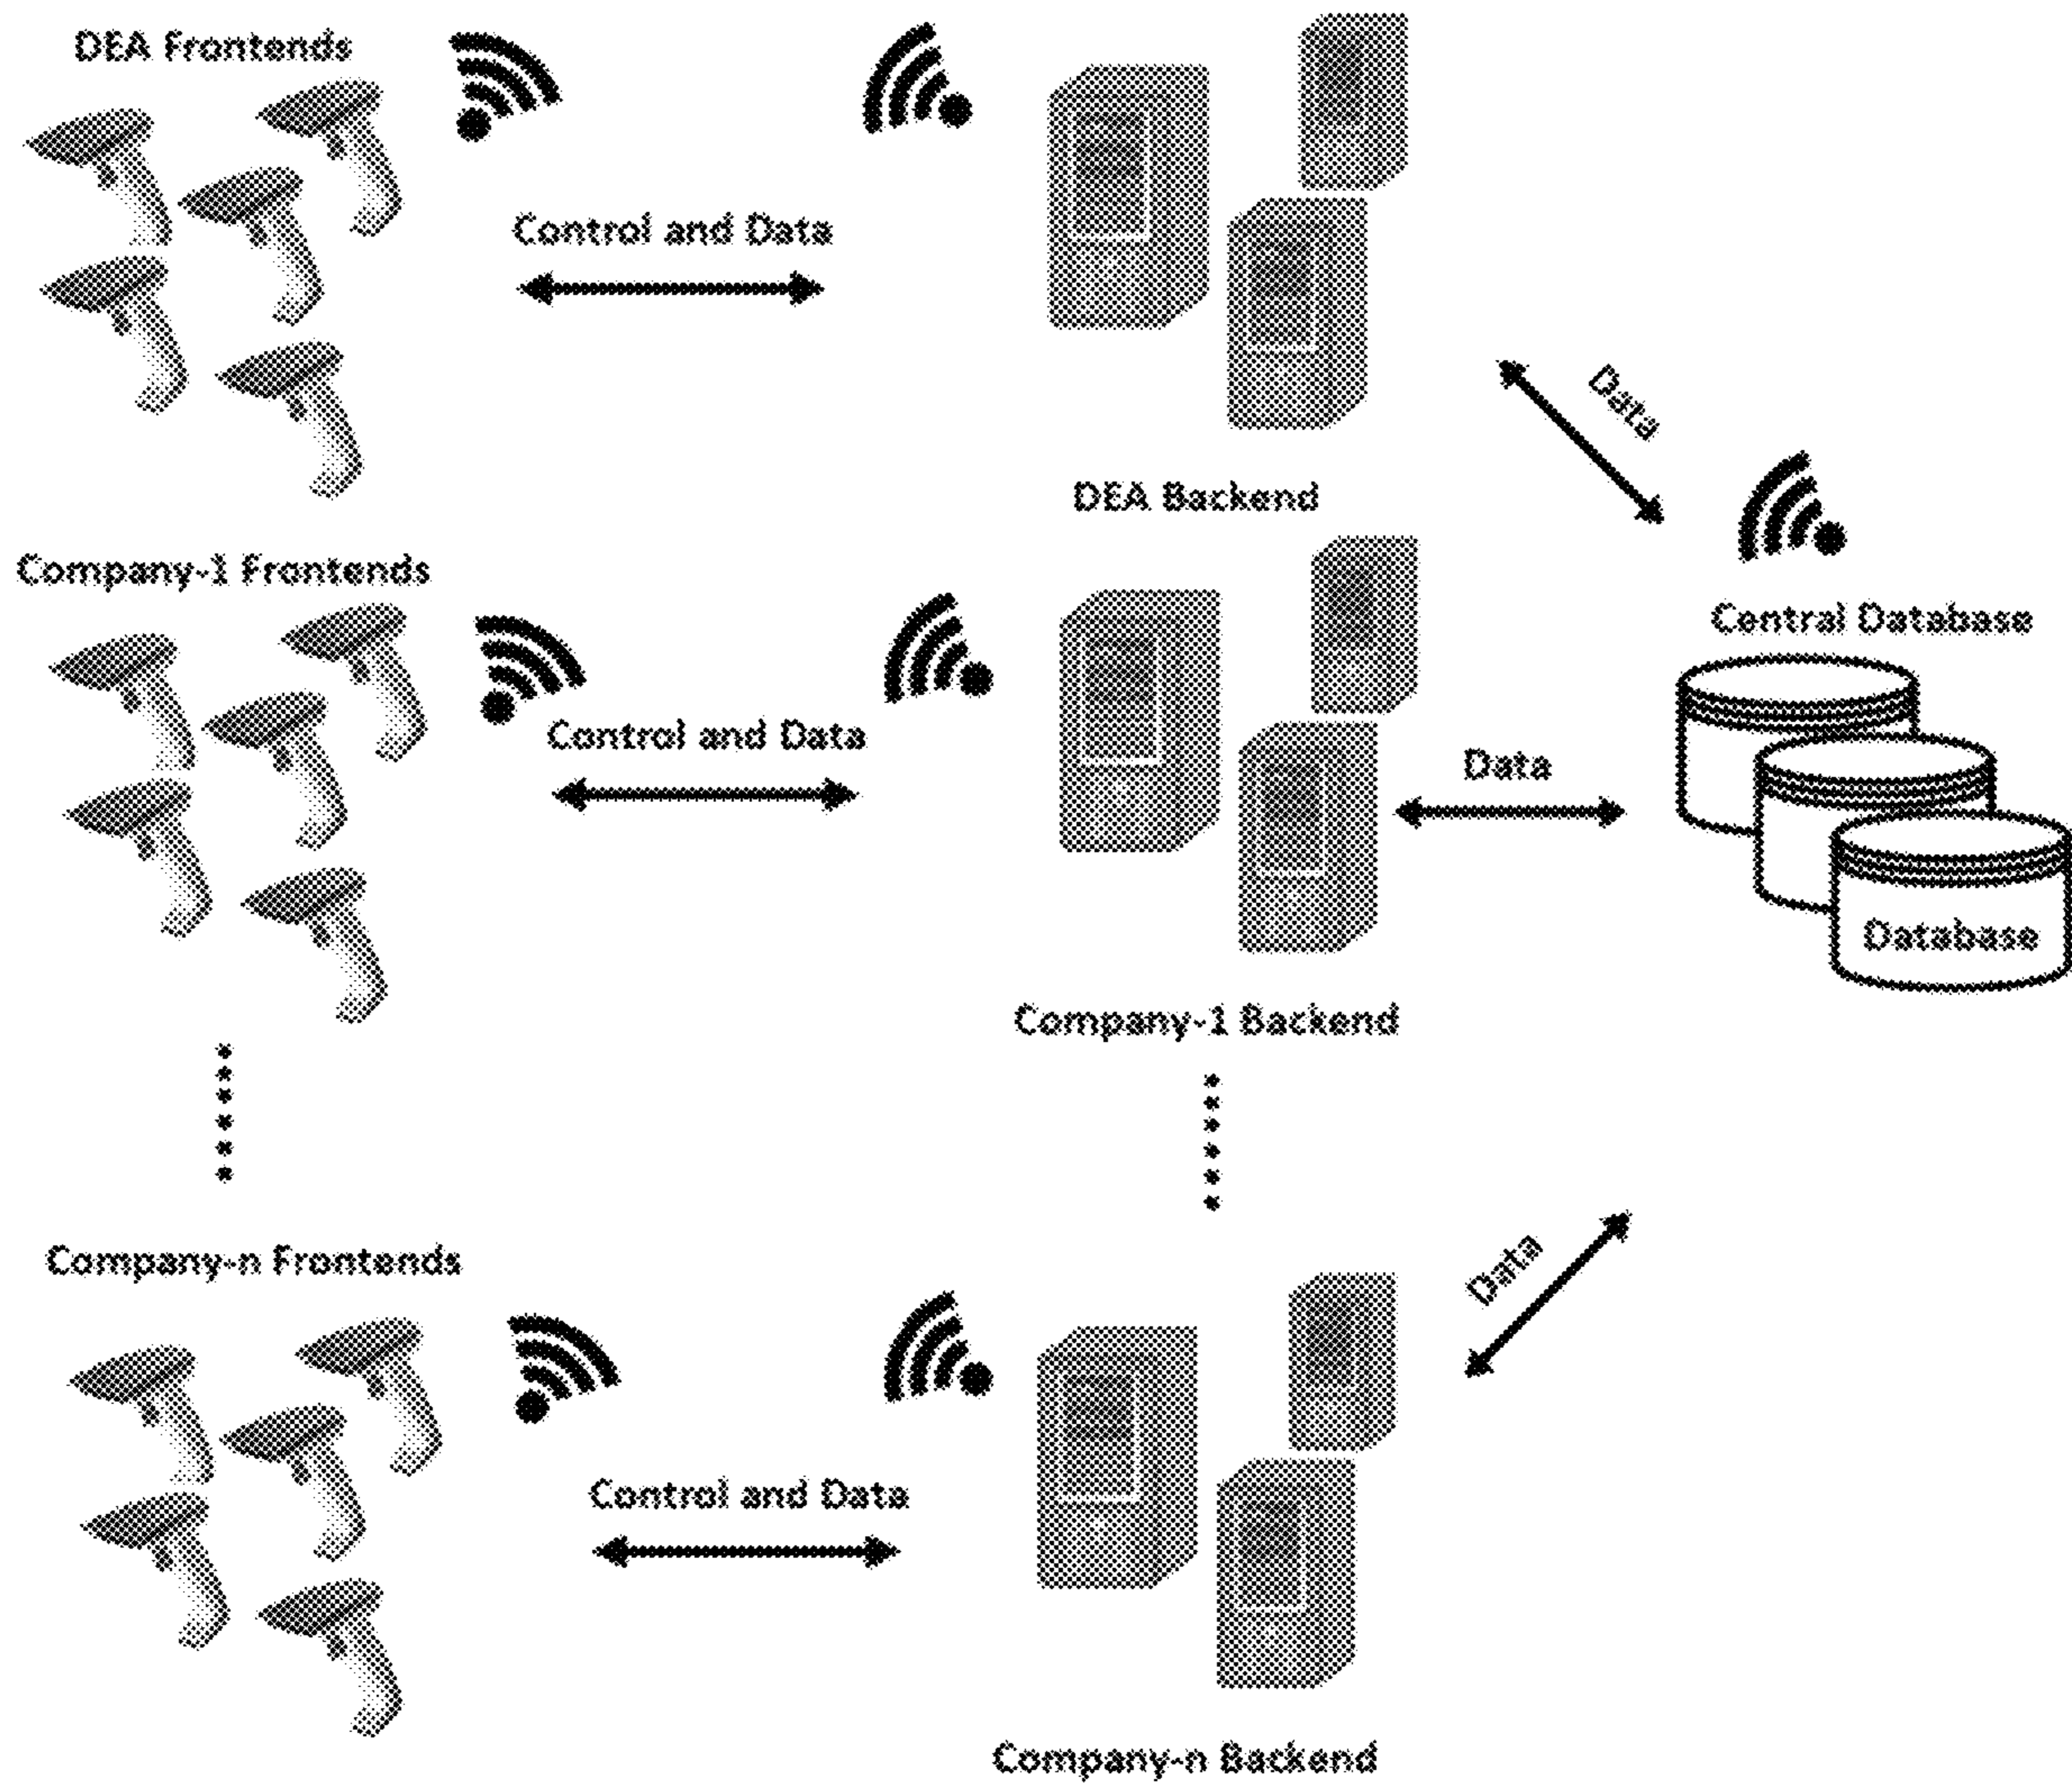 DEA Frontends
Control and Data
Data
DEA Backend
Company-1 Frontends
Central Database
Control and Data
Data
Database
Company-1 Backend
Company-n Frontends
Data
Control and Data
Company-n Backend